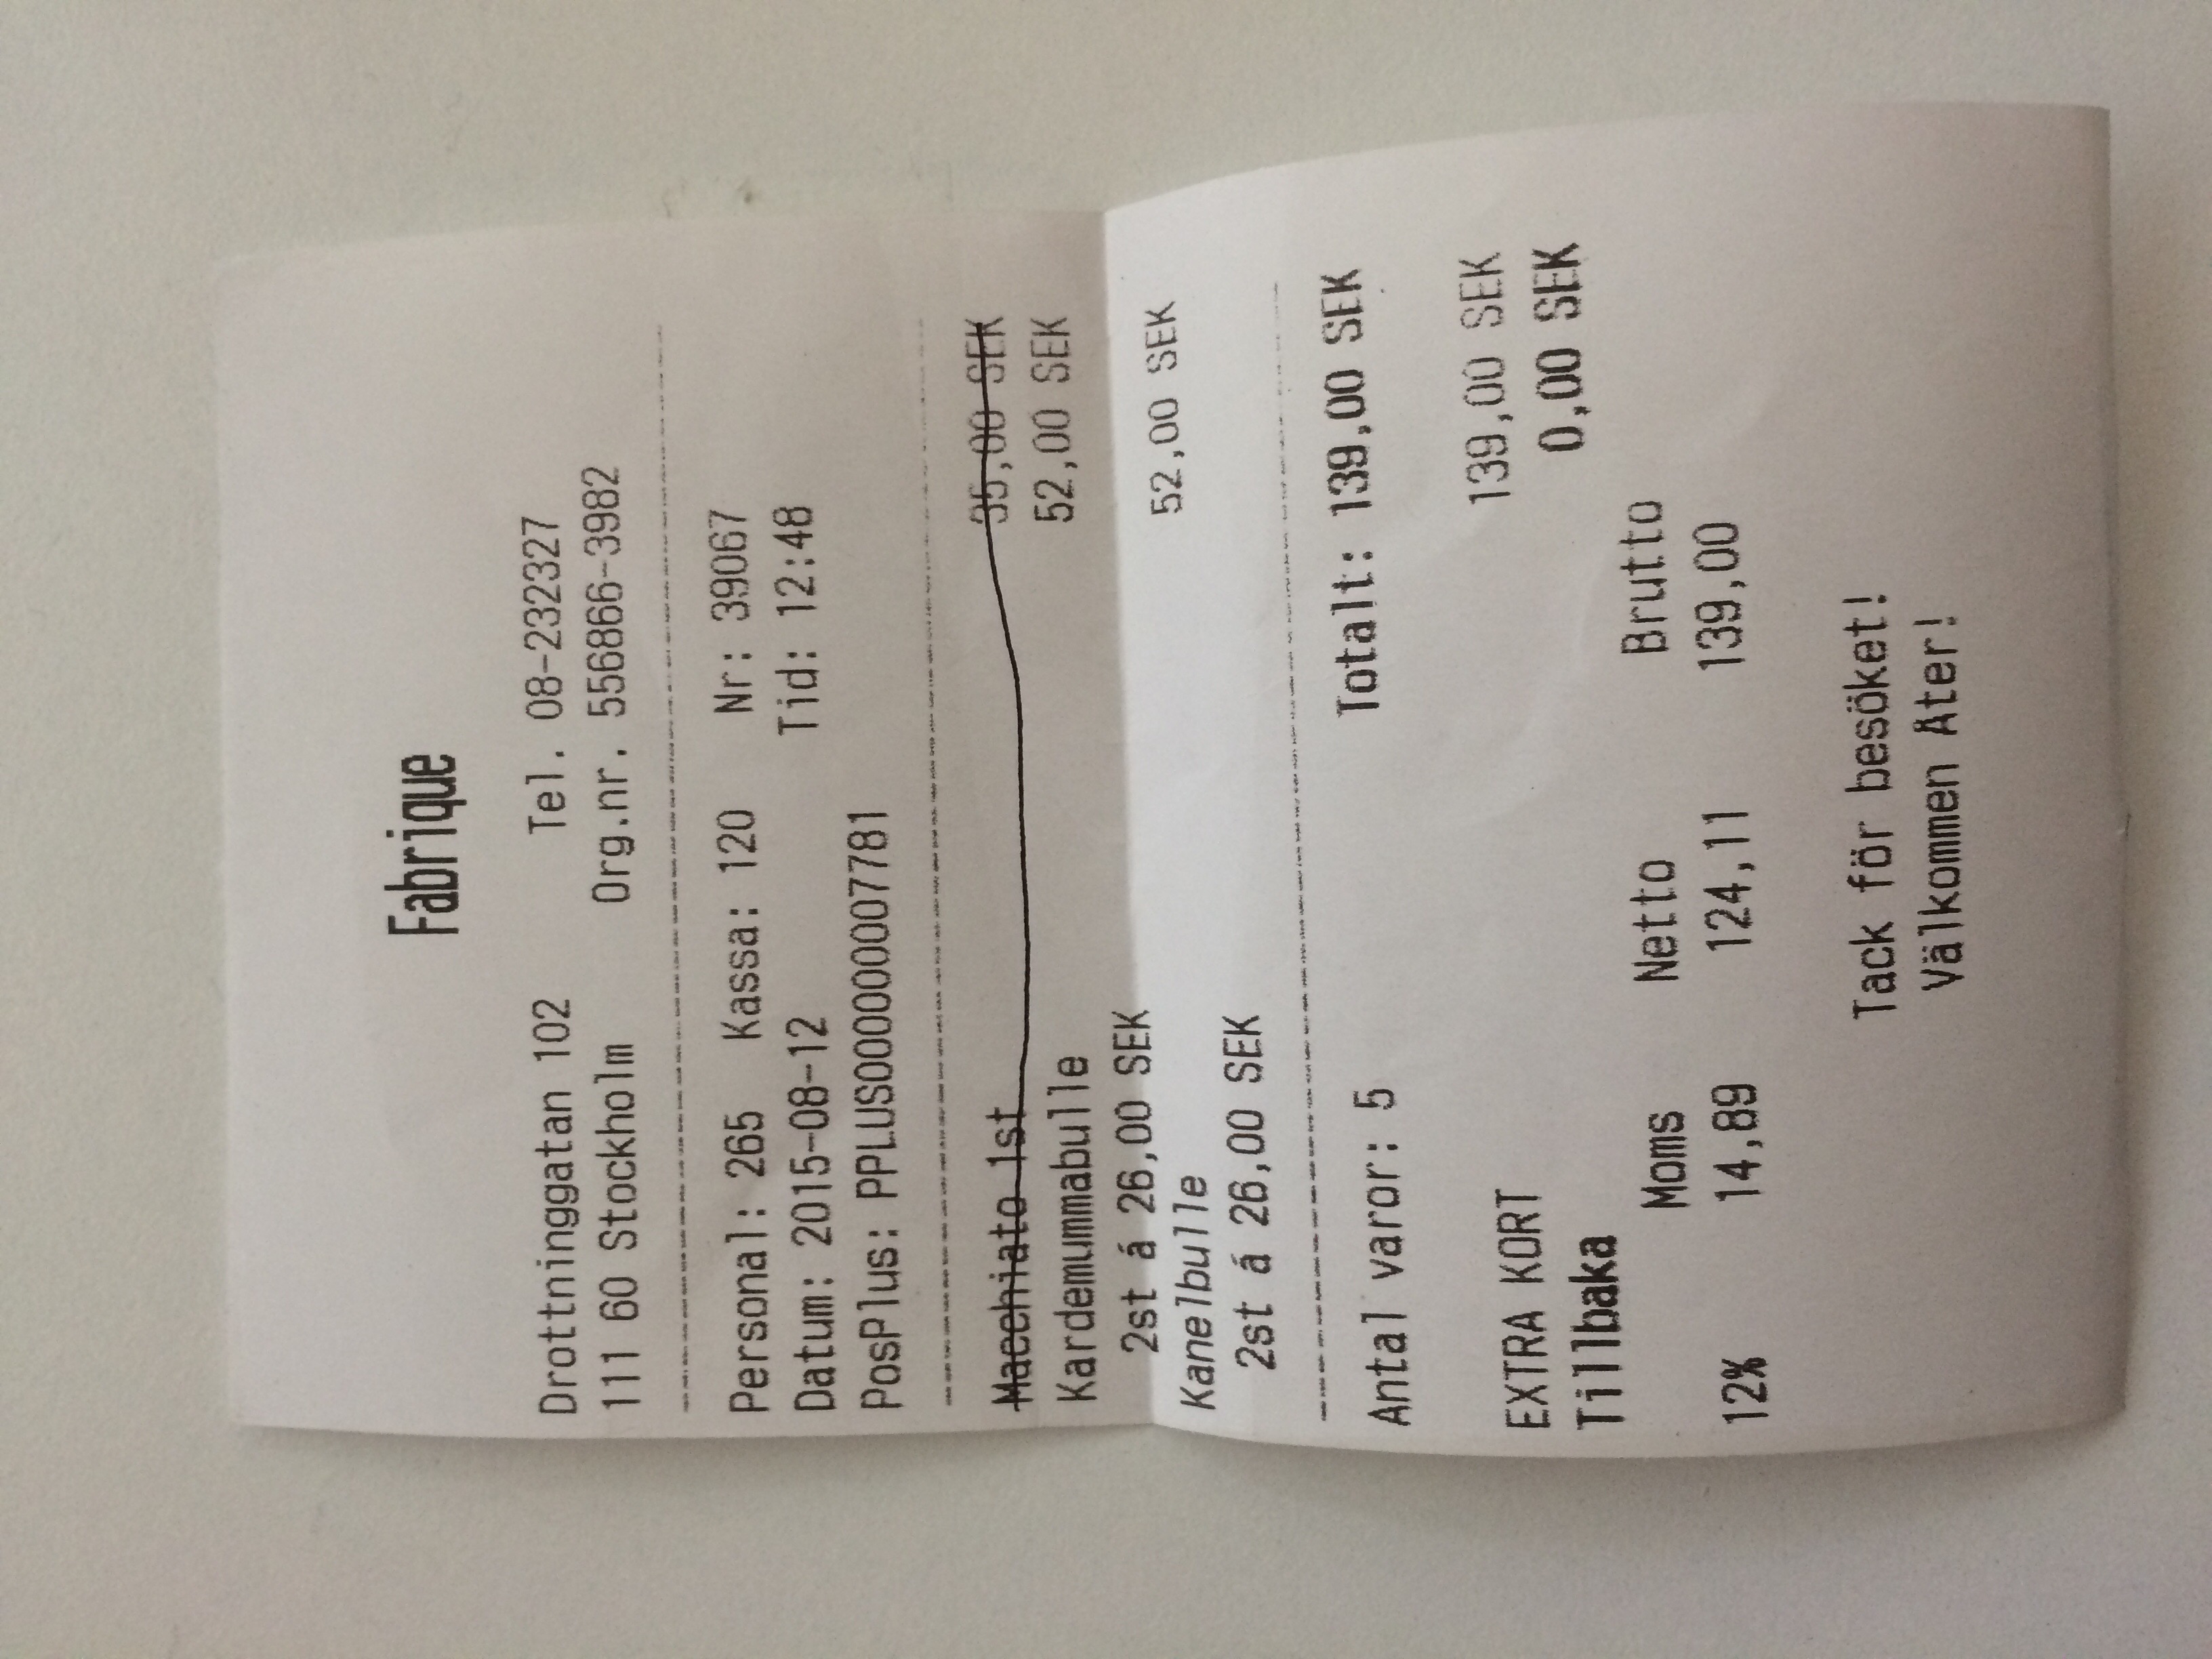 Fabrique
Drottninggatan 102 Tel. 08-232327
111 60 Stockholm Org.nr. 556866-3982
Personal: 265 Kassa: 120 Nr: 39067
Datum: 2015-08-12 Tid: 12:48
PosPlus: PPLUS000000007781
Macchiato 1st 35,00 SEK
Kardemummabulle 52,00 SEK
2st á 26,00 SEK
Kanelbulle 52,00 SEK
2st á 26,00 SEK
Antal varor: 5 Totalt: 139,00 SEK
EXTRA KORT 139,00 SEK
Tillbaka 0,00 SEK
Moms Netto Brutto
12% 14,89 124,11 139,00
Tack för besöket!
Välkommen Åter!